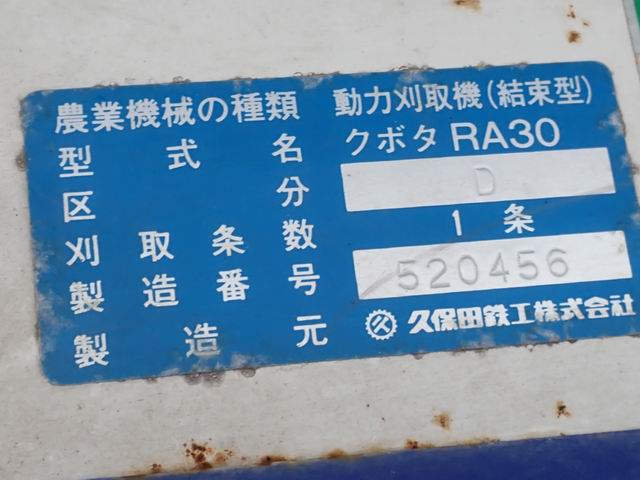 農業機械の種類 動力刈取機(結束型)
型式名 クボタ RA30
区分 D
刈取条数 1条
製造番号 520456
製造元 久保田鉄工株式会社